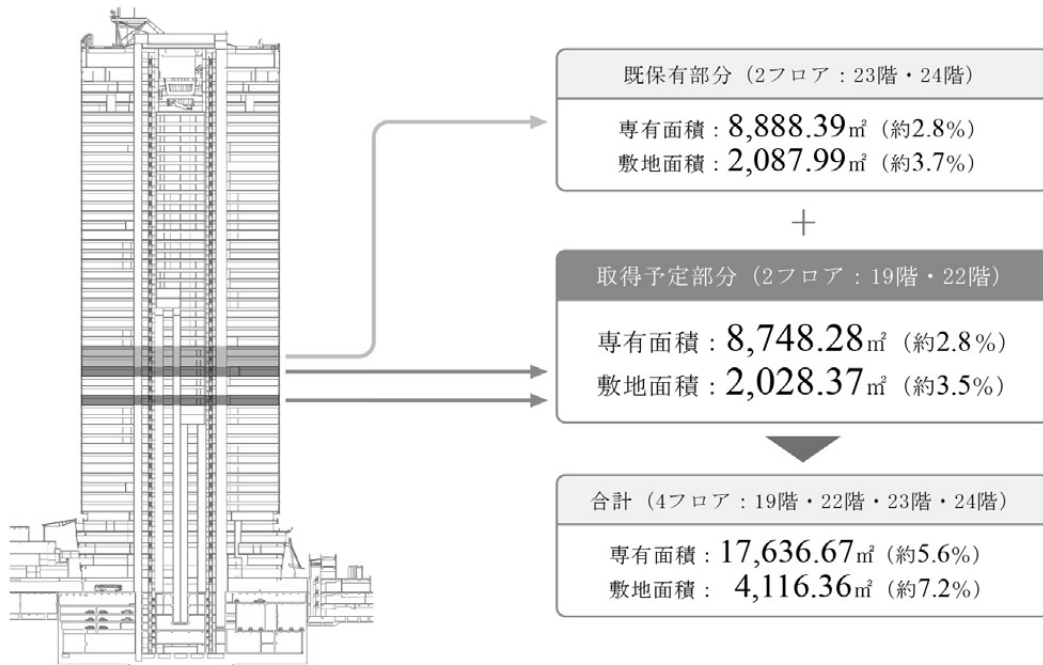 既保有部分（2フロア：23階・24階）
専有面積：8,888.39㎡（約2.8%）
敷地面積：2,087.99㎡（約3.7%）
＋
取得予定部分（2フロア：19階・22階）
専有面積：8,748.28㎡（約2.8%）
敷地面積：2,028.37㎡（約3.5%）
合計（4フロア：19階・22階・23階・24階）
専有面積：17,636.67㎡（約5.6%）
敷地面積：4,116.36㎡（約7.2%）